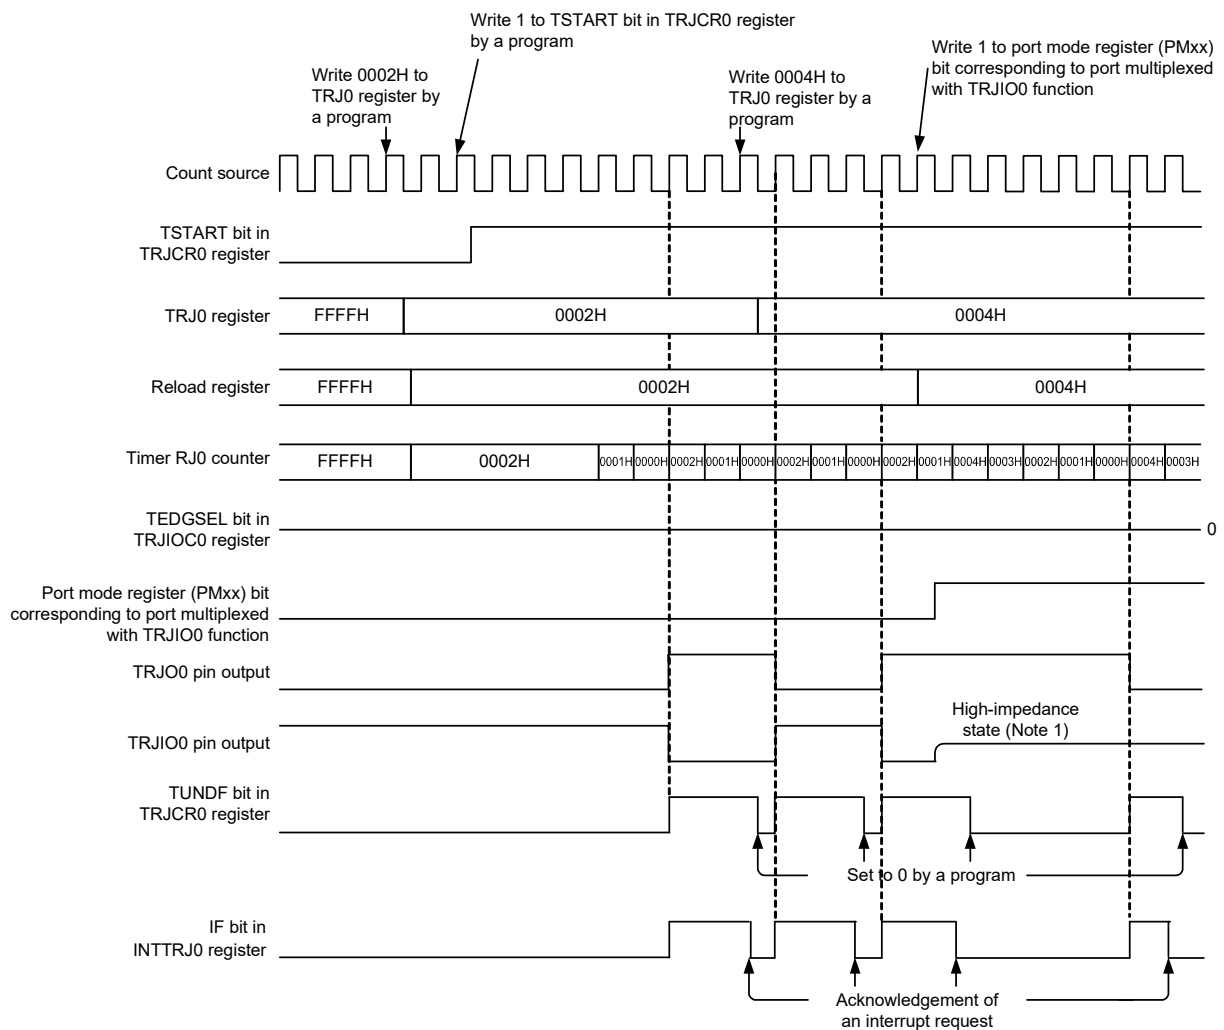 Write 1 to TSTART bit in TRJCR0 register
by a program
Write 1 to port mode register (PMxx)
bit corresponding to port multiplexed
with TRJIO0 function
Write 0002H to
TRJ0 register by
a program
Write 0004H to
TRJ0 register by a
program
Count source
TSTART bit in
TRJCR0 register
TRJ0 register
FFFFH
0002H
0004H
Reload register
FFFFH
0002H
0004H
Timer RJ0 counter
FFFFH
0002H
0001H
0000H
0002H
0001H
0000H
0002H
0001H
0000H
0002H
0001H
0004H
0003H
0002H
0001H
0000H
0004H
0003H
TEDGSEL bit in
TRJIOC0 register
0
Port mode register (PMxx) bit
corresponding to port multiplexed
with TRJIO0 function
TRJO0 pin output
High-impedance
state (Note 1)
TRJIO0 pin output
TUNDF bit in
TRJCR0 register
Set to 0 by a program
IF bit in
INTTRJ0 register
Acknowledgement of
an interrupt request